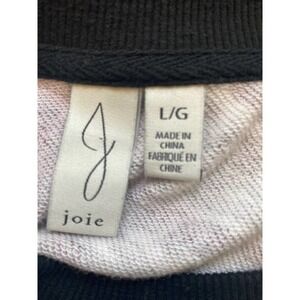 joie
L/G
MADE IN
CHINA
FABRIQUÉ EN
CHINE